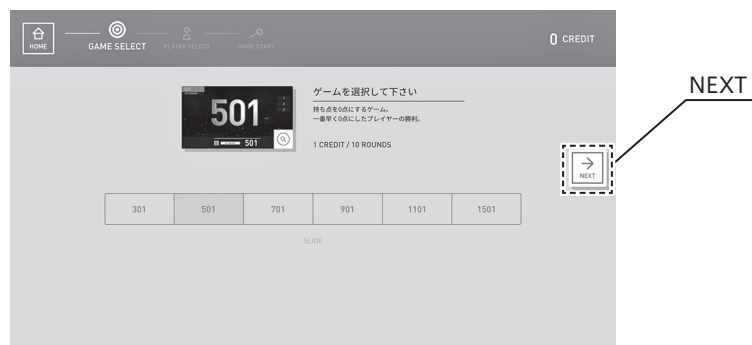 HOME
GAME SELECT
PLAYER SELECT
GAME START
0 CREDIT
501
501
ゲームを選択して下さい
持ち点を0点にするゲーム。
一番早く0点にしたプレイヤーの勝利。
1 CREDIT / 10 ROUNDS
NEXT
NEXT
301 501 701 901 1101 1501
SLIDE